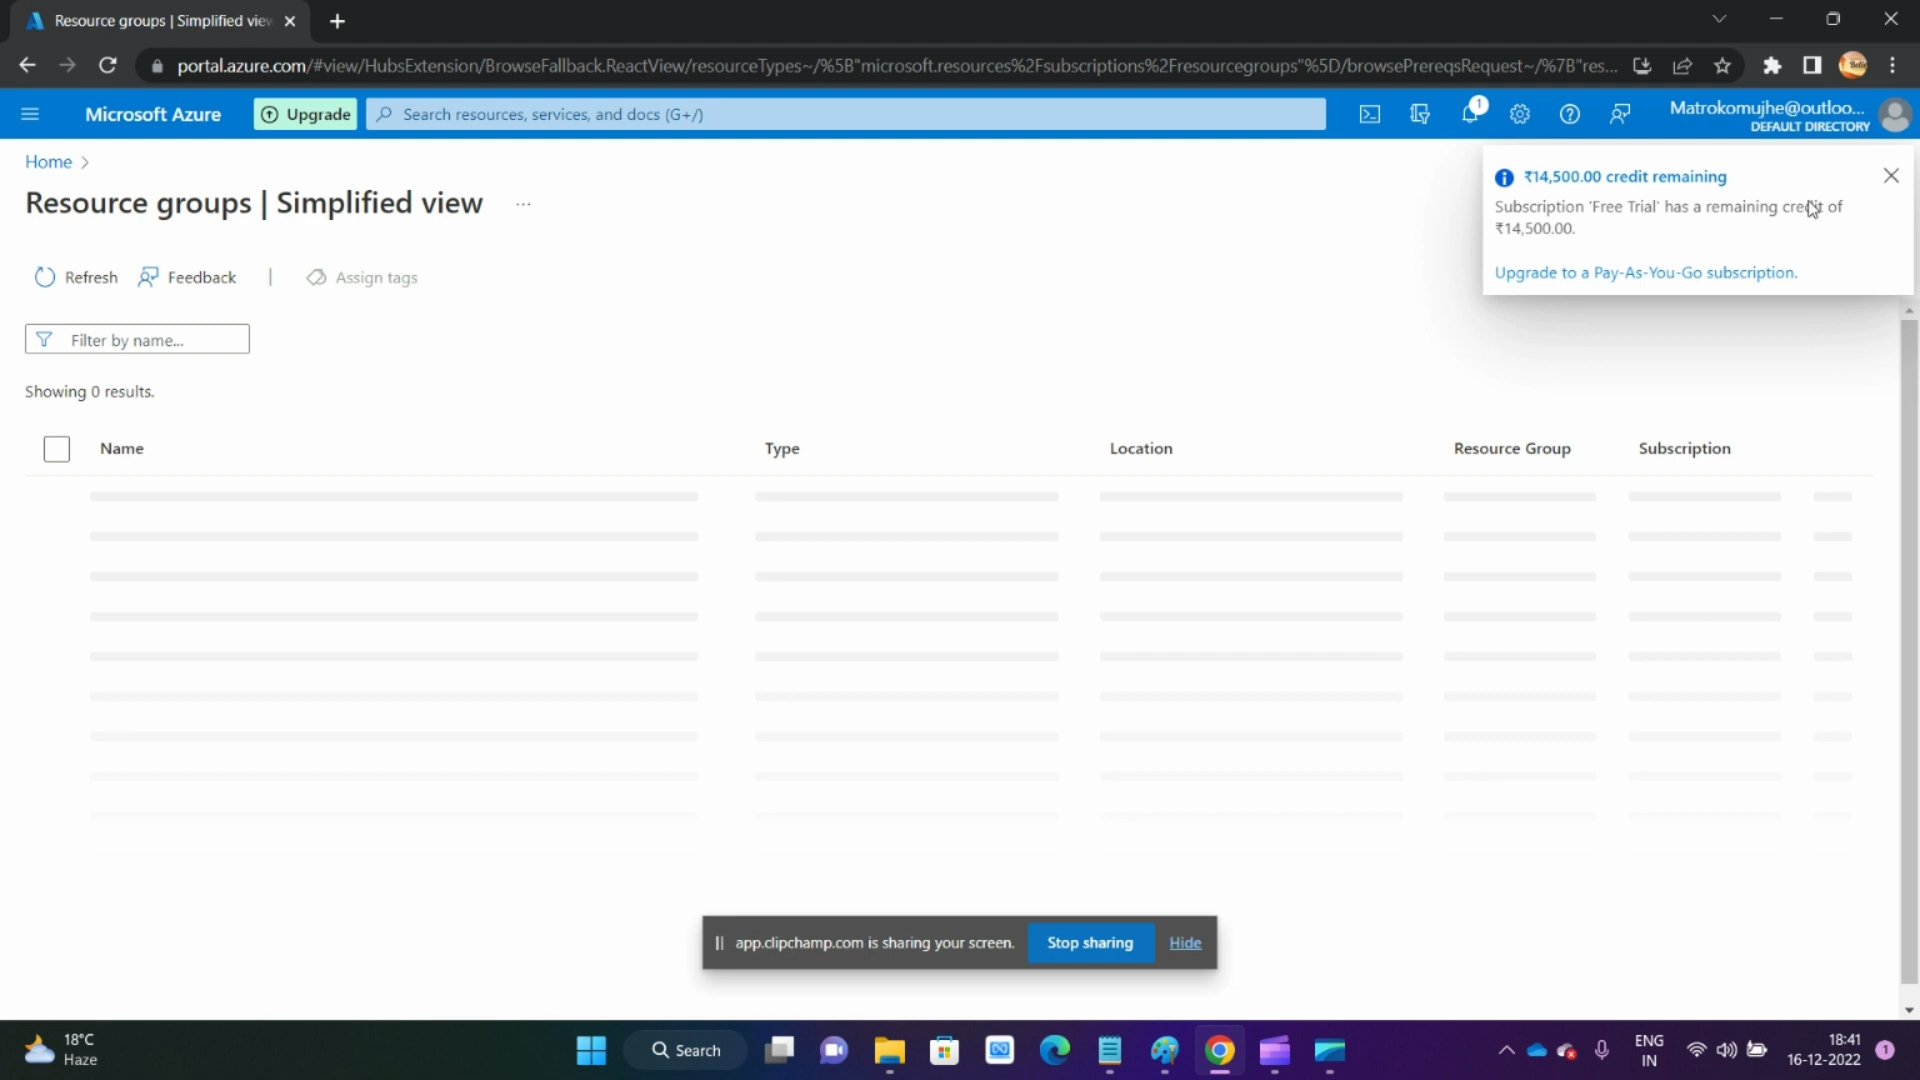 Resource groups | Simplified view
portal.azure.com/#view/HubsExtension/BrowseFallback.ReactView/resourceTypes~/%5B"microsoft.resources%2Fsubscriptions%2Fresourcegroups"%5D/browsePrereqsRequest~/%7B"res...
Microsoft Azure
Upgrade
Search resources, services, and docs (G+/)
1
Matrokomujhe@outloo...
DEFAULT DIRECTORY
Home >
Resource groups | Simplified view ...
₹14,500.00 credit remaining
Subscription 'Free Trial' has a remaining credit of
₹14,500.00.
Upgrade to a Pay-As-You-Go subscription.
Refresh
Feedback
Assign tags
Filter by name...
Showing 0 results.
Name
Type
Location
Resource Group
Subscription
app.clipchamp.com is sharing your screen.
Stop sharing
Hide
18°C
Haze
Search
ENG
IN
18:41
16-12-2022
1